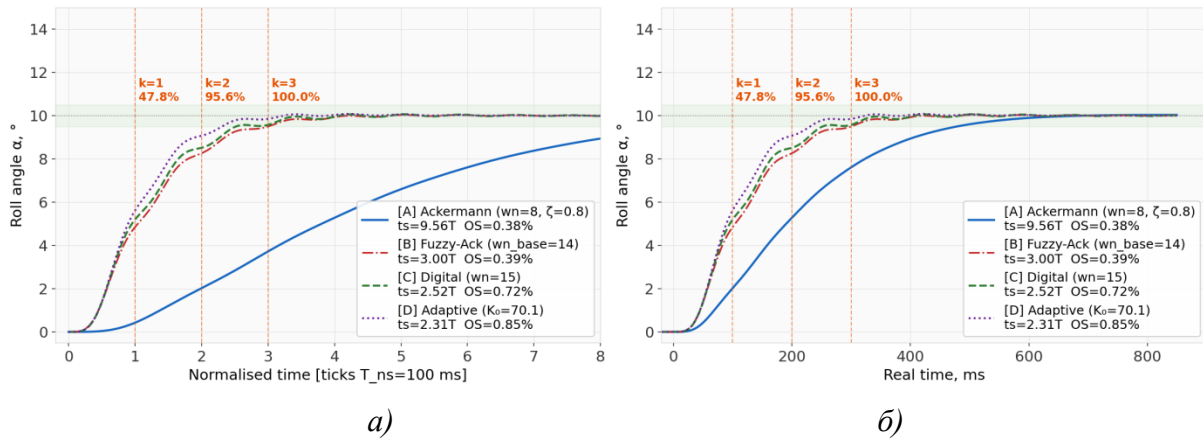 14
12
10
8
6
4
2
0
Roll angle α, °
k=1
47.8%
k=2
95.6%
k=3
100.0%
[A] Ackermann (wn=8, ζ=0.8)
ts=9.56T OS=0.38%
[B] Fuzzy-Ack (wn_base=14)
ts=3.00T OS=0.39%
[C] Digital (wn=15)
ts=2.52T OS=0.72%
[D] Adaptive (K₀=70.1)
ts=2.31T OS=0.85%
0 1 2 3 4 5 6 7 8
Normalised time [ticks T_ns=100 ms]
а)
14
12
10
8
6
4
2
0
Roll angle α, °
k=1
47.8%
k=2
95.6%
k=3
100.0%
[A] Ackermann (wn=8, ζ=0.8)
ts=9.56T OS=0.38%
[B] Fuzzy-Ack (wn_base=14)
ts=3.00T OS=0.39%
[C] Digital (wn=15)
ts=2.52T OS=0.72%
[D] Adaptive (K₀=70.1)
ts=2.31T OS=0.85%
0 200 400 600 800
Real time, ms
б)